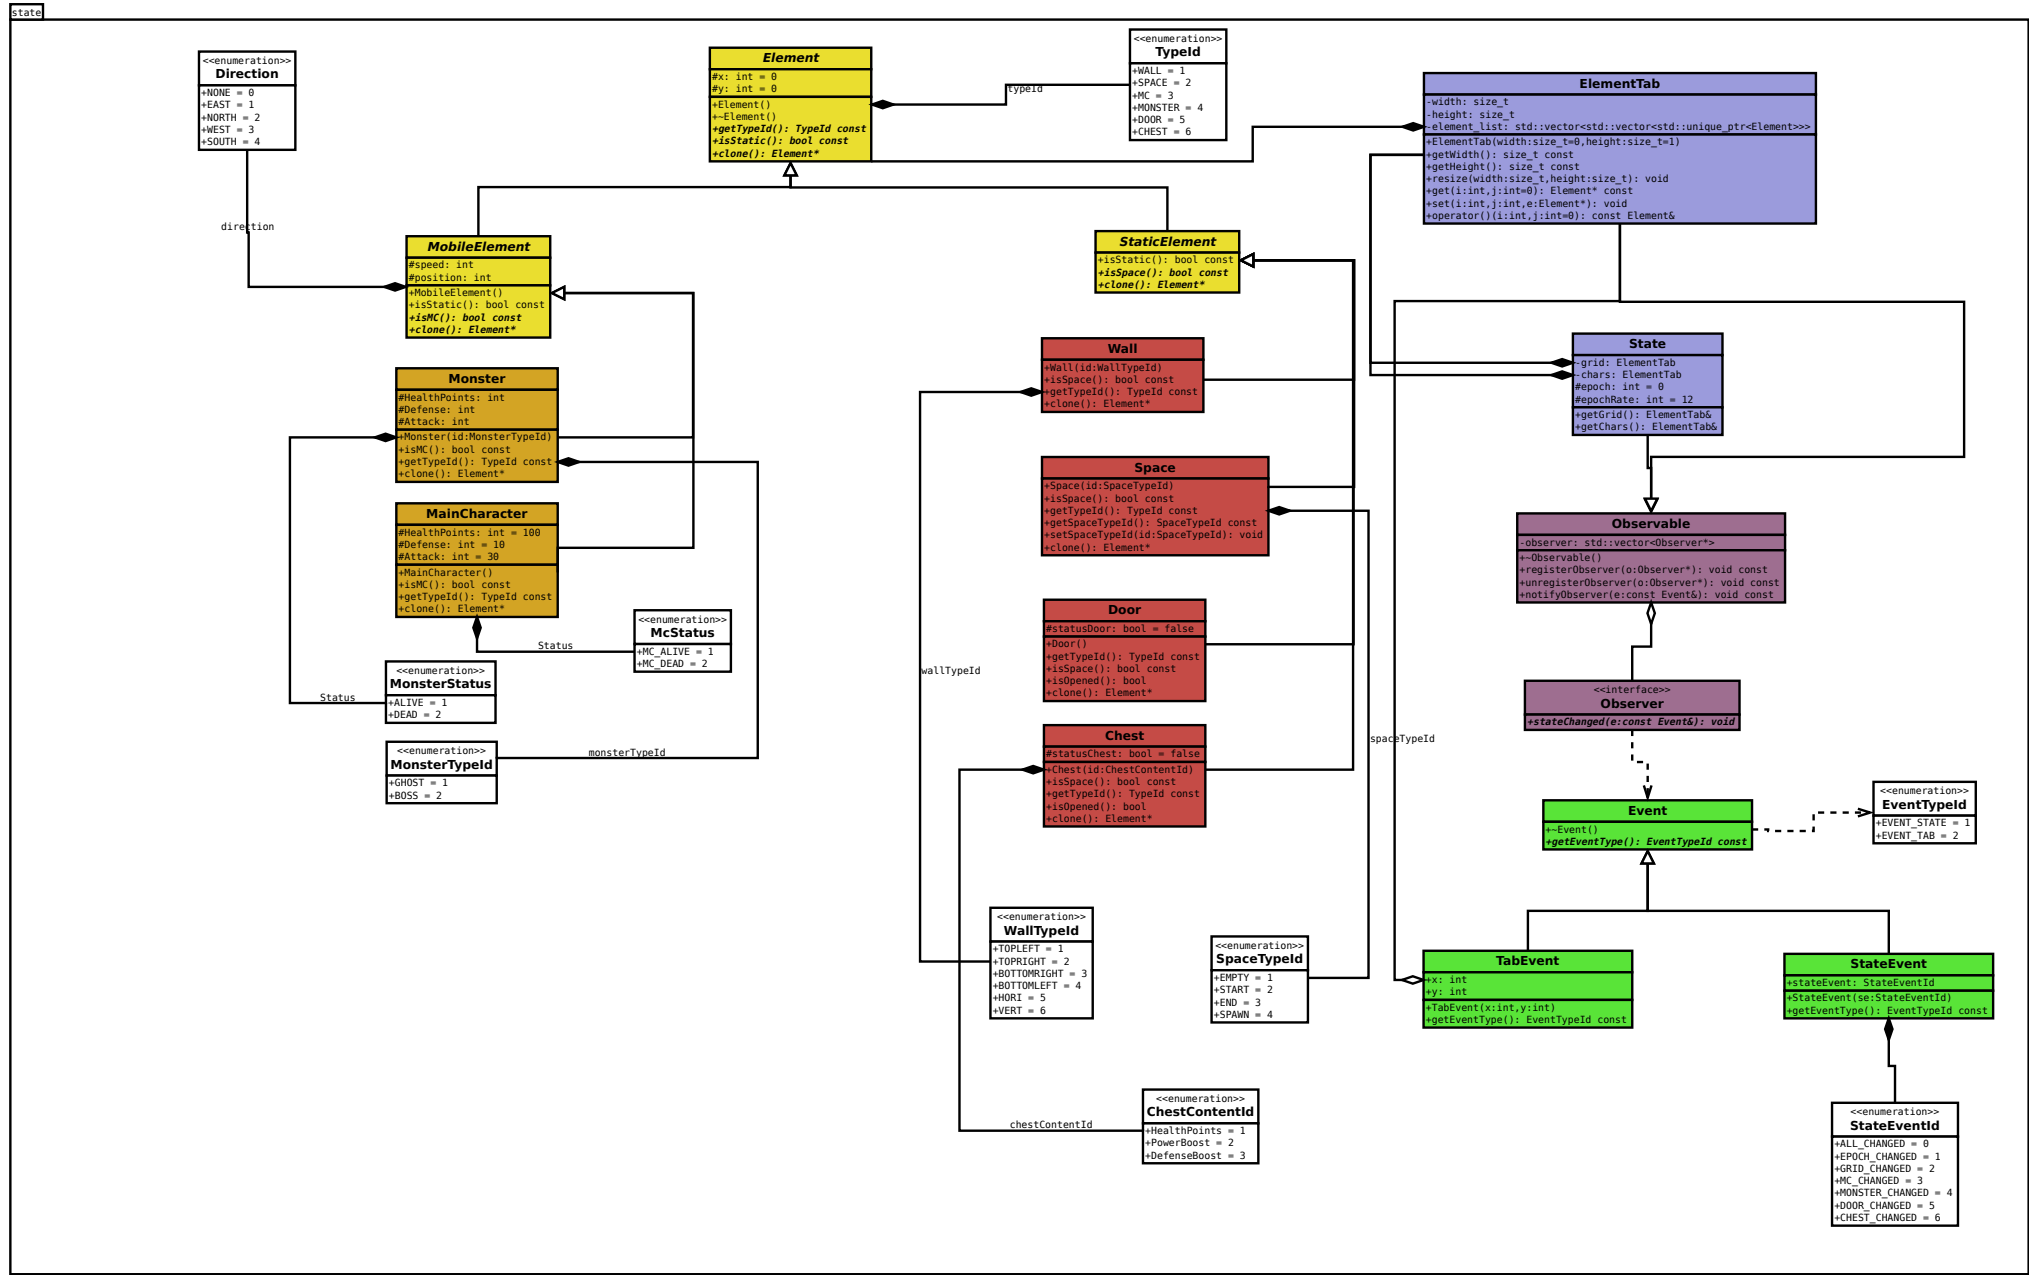 state
<<enumeration>>
Direction
+NONE = 0
+EAST = 1
+NORTH = 2
+WEST = 3
+SOUTH = 4
direction
Element
#x: int = 0
#y: int = 0
+Element()
+~Element()
+getTypeId(): TypeId const
+isStatic(): bool const
+clone(): Element*
typeId
<<enumeration>>
TypeId
+WALL = 1
+SPACE = 2
+MC = 3
+MONSTER = 4
+DOOR = 5
+CHEST = 6
ElementTab
-width: size_t
-height: size_t
-element_list: std::vector<std::vector<std::unique_ptr<Element>>>
+ElementTab(width:size_t=0,height:size_t=1)
+getWidth(): size_t const
+getHeight(): size_t const
+resize(width:size_t,height:size_t): void
+get(i:int,j:int=0): Element* const
+set(i:int,j:int,e:Element*): void
+operator()(i:int,j:int=0): const Element&
MobileElement
#speed: int
#position: int
+MobileElement()
+isStatic(): bool const
+isMC(): bool const
+clone(): Element*
StaticElement
+isStatic(): bool const
+isSpace(): bool const
+clone(): Element*
Monster
#HealthPoints: int
#Defense: int
#Attack: int
+Monster(id:MonsterTypeId)
+isMC(): bool const
+getTypeId(): TypeId const
+clone(): Element*
MainCharacter
#HealthPoints: int = 100
#Defense: int = 10
#Attack: int = 30
+MainCharacter()
+isMC(): bool const
+getTypeId(): TypeId const
+clone(): Element*
Status
<<enumeration>>
McStatus
+MC_ALIVE = 1
+MC_DEAD = 2
Status
<<enumeration>>
MonsterStatus
+ALIVE = 1
+DEAD = 2
<<enumeration>>
MonsterTypeId
+GHOST = 1
+BOSS = 2
monsterTypeId
Wall
+Wall(id:WallTypeId)
+isSpace(): bool const
+getTypeId(): TypeId const
+clone(): Element*
Space
+Space(id:SpaceTypeId)
+isSpace(): bool const
+getTypeId(): TypeId const
+getSpaceTypeId(): SpaceTypeId const
+setSpaceTypeId(id:SpaceTypeId): void
+clone(): Element*
Door
#statusDoor: bool = false
+Door()
+getTypeId(): TypeId const
+isSpace(): bool const
+isOpened(): bool
+clone(): Element*
Chest
#statusChest: bool = false
+Chest(id:ChestContentId)
+isSpace(): bool const
+getTypeId(): TypeId const
+isOpened(): bool
+clone(): Element*
wallTypeId
spaceTypeId
chestContentId
<<enumeration>>
WallTypeId
+TOPLEFT = 1
+TOPRIGHT = 2
+BOTTOMRIGHT = 3
+BOTTOMLEFT = 4
+HORI = 5
+VERT = 6
<<enumeration>>
SpaceTypeId
+EMPTY = 1
+START = 2
+END = 3
+SPAWN = 4
<<enumeration>>
ChestContentId
+HealthPoints = 1
+PowerBoost = 2
+DefenseBoost = 3
State
-grid: ElementTab
-chars: ElementTab
#epoch: int = 0
#epochRate: int = 12
+getGrid(): ElementTab&
+getChars(): ElementTab&
Observable
-observer: std::vector<Observer*>
+~Observable()
+registerObserver(o:Observer*): void const
+unregisterObserver(o:Observer*): void const
+notifyObserver(e:const Event&): void const
<<interface>>
Observer
+stateChanged(e:const Event&): void
Event
+~Event()
+getEventType(): EventTypeId const
<<enumeration>>
EventTypeId
+EVENT_STATE = 1
+EVENT_TAB = 2
TabEvent
+x: int
+y: int
+TabEvent(x:int,y:int)
+getEventType(): EventTypeId const
StateEvent
+stateEvent: StateEventId
+StateEvent(se:StateEventId)
+getEventType(): EventTypeId const
<<enumeration>>
StateEventId
+ALL_CHANGED = 0
+EPOCH_CHANGED = 1
+GRID_CHANGED = 2
+MC_CHANGED = 3
+MONSTER_CHANGED = 4
+DOOR_CHANGED = 5
+CHEST_CHANGED = 6